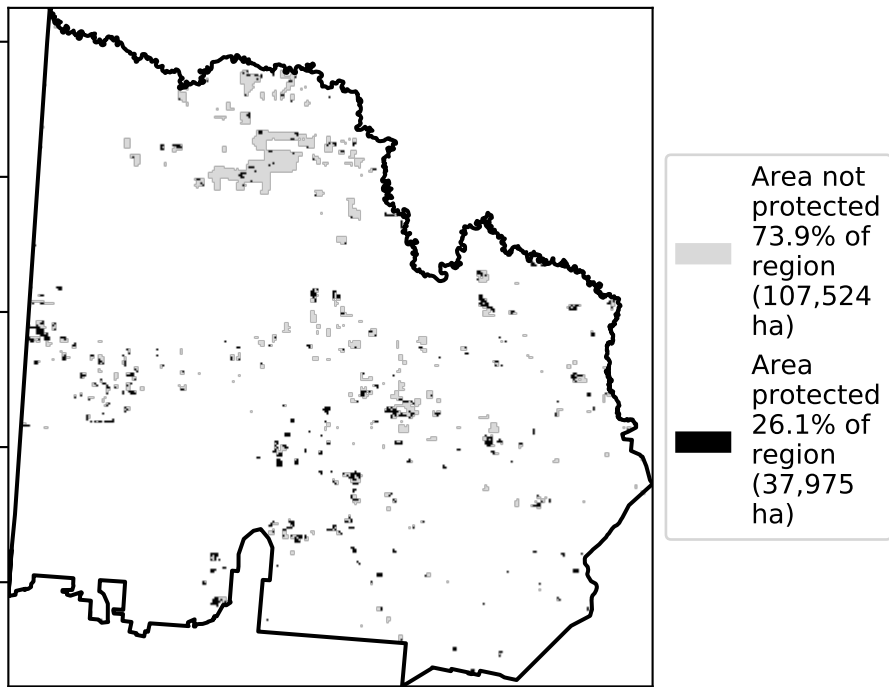 Area not
protected
73.9% of
region
(107,524
ha)
Area
protected
26.1% of
region
(37,975
ha)